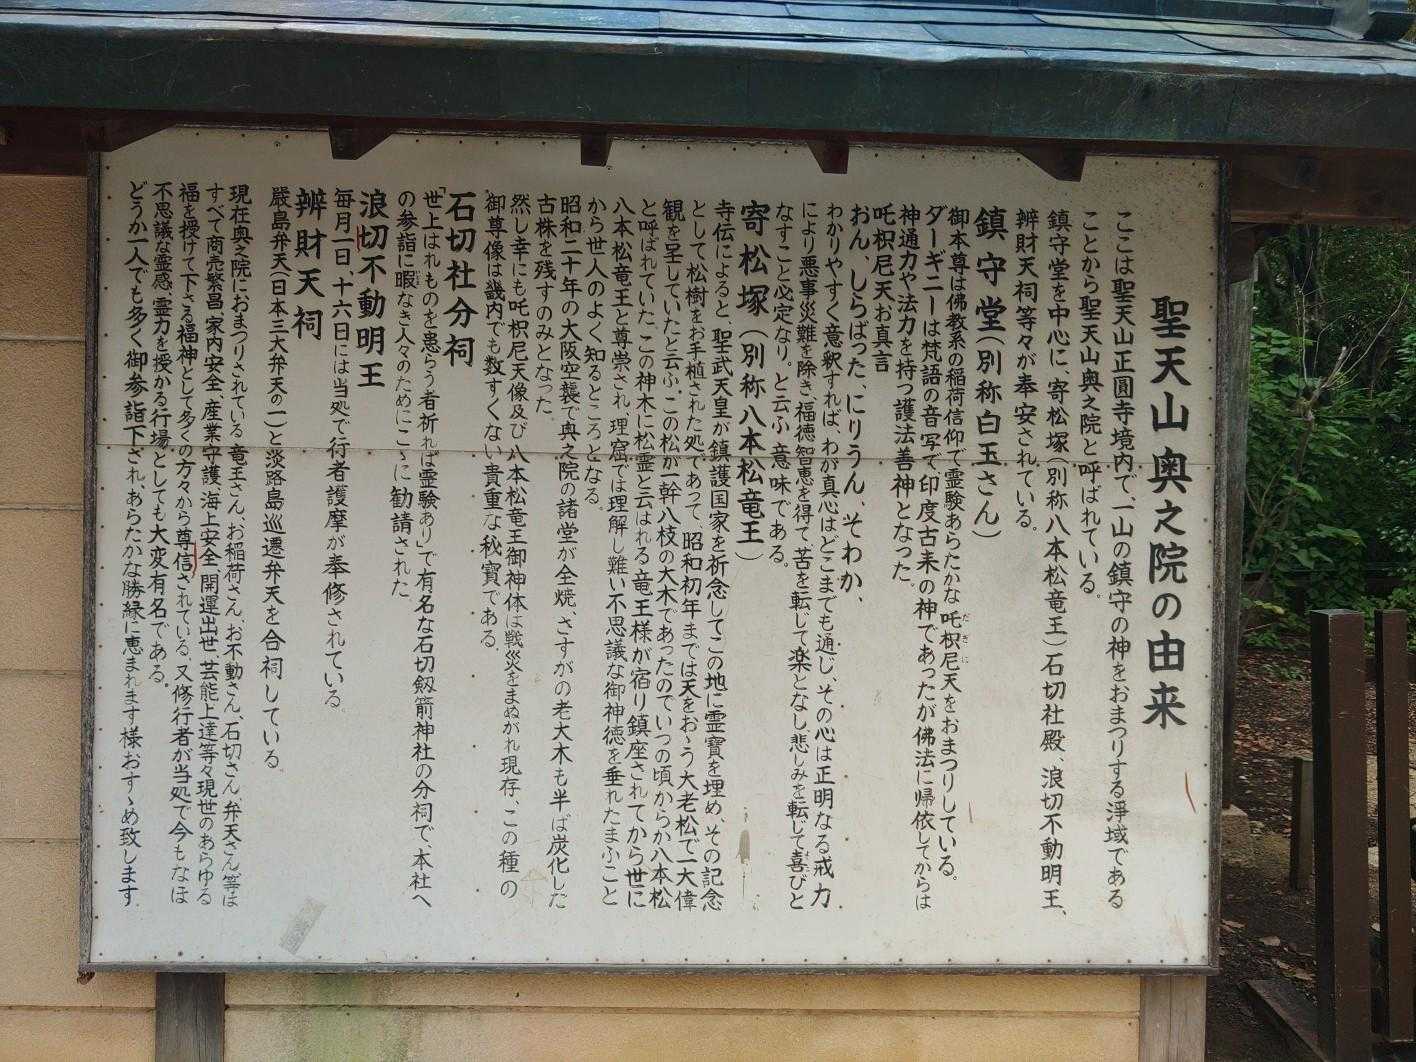 聖天山奥之院の由来
ここは聖天山正圓寺境内で、一山の鎮守の神をおまつりする淨域である
ことから聖天山奥之院と呼ばれている。
鎮守堂を中心に、寄松塚(別称八本松竜王)石切社殿、浪切不動明王、
辨財天祠等々が奉安されている。
鎮守堂(別称白玉さん)
御本尊は佛教系の稲荷信仰で霊験あらたかな吒枳尼天をおまつりしている。
だきに
ダーギニーは梵語の音写で印度古来の神であったが佛法に帰依してからは
神通力や法力を持つ護法善神となった。
吒枳尼天お真言
おん、しらばった、にりうん、そわか、
わかりやすく意釈すれば、わが真心はどこまでも通じ、その心は正明なる戒力
により悪事災難を除き福徳智恵を得て苦を転じて楽となし悲しみを転じて喜びと
なすこと必定なり。と云ふ意味である。
寄松塚(別称八本松竜王)
寺伝によると聖武天皇が鎮護国家を祈念してこの地に霊寶を埋め、その記念
として松樹をお手植された処であって、昭和初年までは天をおゝう大老松で一大偉
観を呈していたと云ふ。この松が一幹八枝の大木であったのでいつの頃からか八本松
と呼ばれていた。この神木に松霊と云はれる竜王様が宿り鎮座されてから世に
八本松竜王と尊崇され、理窟では理解し難い不思議な御神徳を垂れたまふこと
から世人のよく知るところとなる。
昭和二十年の大阪空襲で奥之院の諸堂が全焼、さすがの老大木も半ば炭化した
古株を残すのみとなった。
然し幸にも吒枳尼天像及び八本松竜王御神体は戦災をまぬがれ現存、この種の
御尊像は畿内でも数すくない貴重な秘寶である。
石切社分祠
「世上はれものを患らう者祈れば霊験あり」で有名な石切劔箭神社の分祠で、本社へ
の参詣に暇なき人々のためにこゝに勧請された
浪切不動明王
毎月一日、十六日には当処で行者護摩が奉修されている。
辨財天祠
嚴島弁天(日本三大弁天の一)と淡路島巡遷弁天を合祠している。
現在奥之院におまつりされている竜王さん、お稲荷さん、お不動さん、石切さん、弁天さん等は
すべて商売繁昌、家内安全、産業守護、海上安全、開運出世、芸能上達等々現世のあらゆる
福を授けて下さる福神として多くの方々から尊信されている。又修行者が当処で今もなほ
不思議な霊感、霊力を授かる行場としても大変有名である。
どうか一人でも多く御参詣下され、あらたかな勝縁に恵まれます様おすゝめ致します。